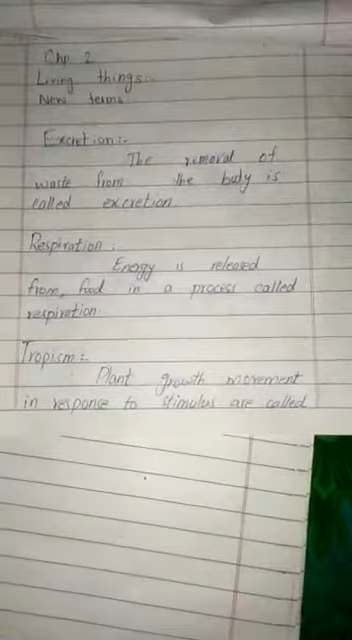 Chp 2
Living things:-
New terms
Excretion:-
The removal of
waste from the body is
called excretion
Respiration:
Energy is released
from, food in a process called
respiration.
Tropism:-
Plant growth movement
in response to stimulus are called